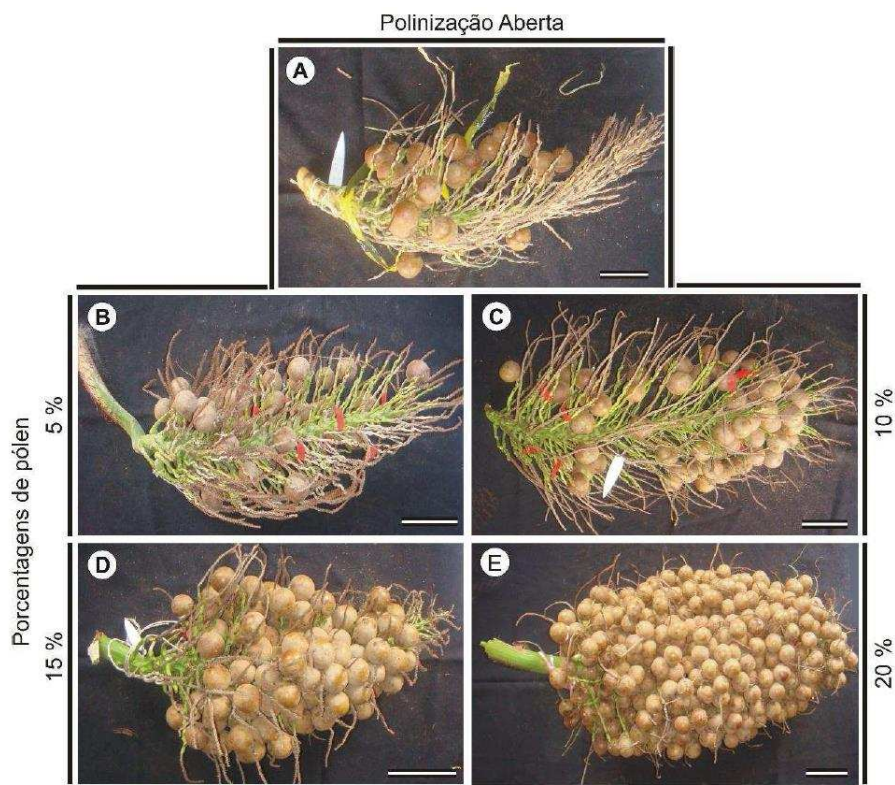 Polinização Aberta
A
B
C
5 %
10 %
Porcentagens de pólen
D
E
15 %
20 %